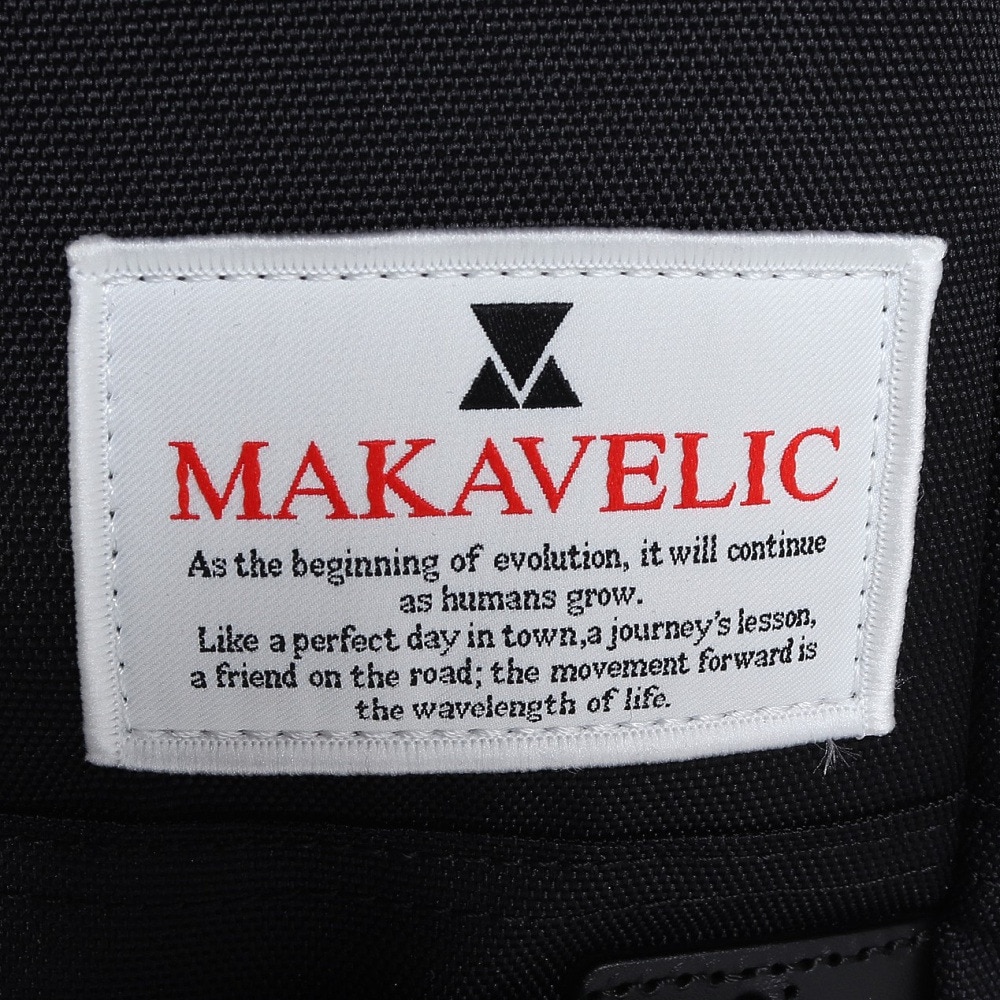 MAKAVELIC
As the beginning of evolution, it will continue
as humans grow.
Like a perfect day in town,a journey's lesson,
a friend on the road; the movement forward is
the wavelength of life.